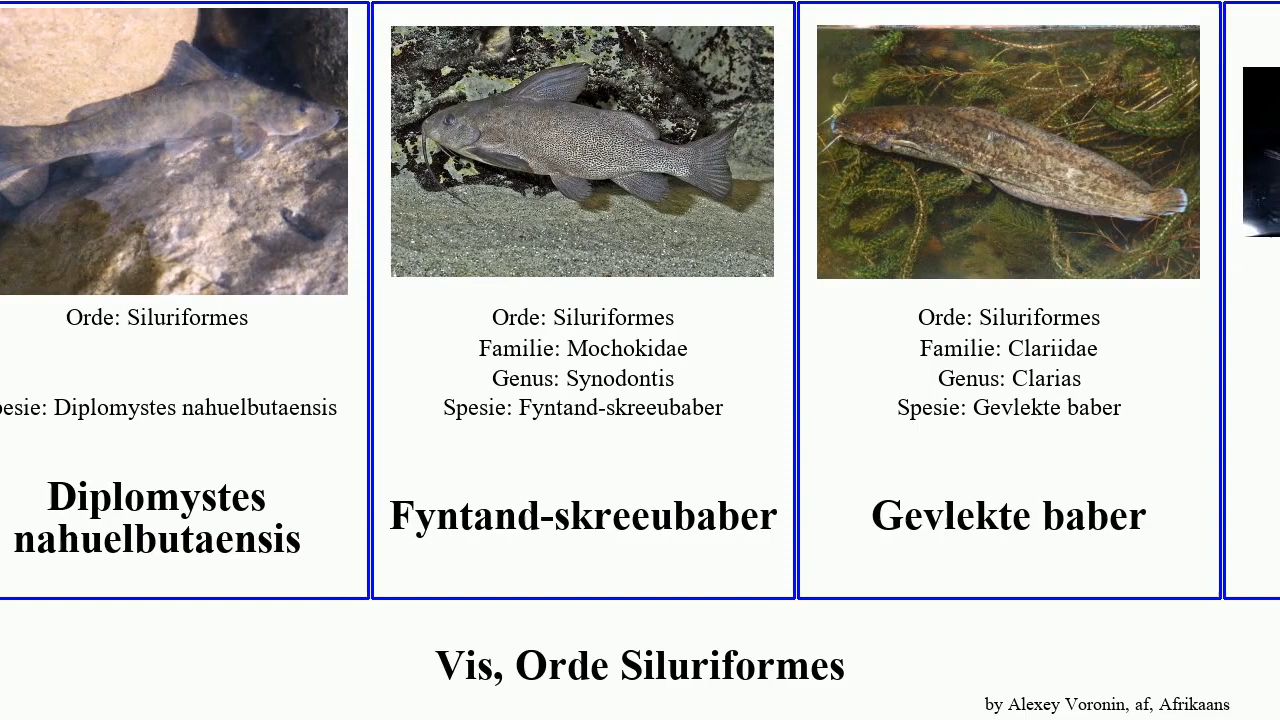 Orde: Siluriformes
Spesie: Diplomystes nahuelbutaensis
Diplomystes
nahuelbutaensis
Orde: Siluriformes
Familie: Mochokidae
Genus: Synodontis
Spesie: Fyntand-skreeubaber
Fyntand-skreeubaber
Orde: Siluriformes
Familie: Clariidae
Genus: Clarias
Spesie: Gevlekte baber
Gevlekte baber
Vis, Orde Siluriformes
by Alexey Voronin, af, Afrikaans